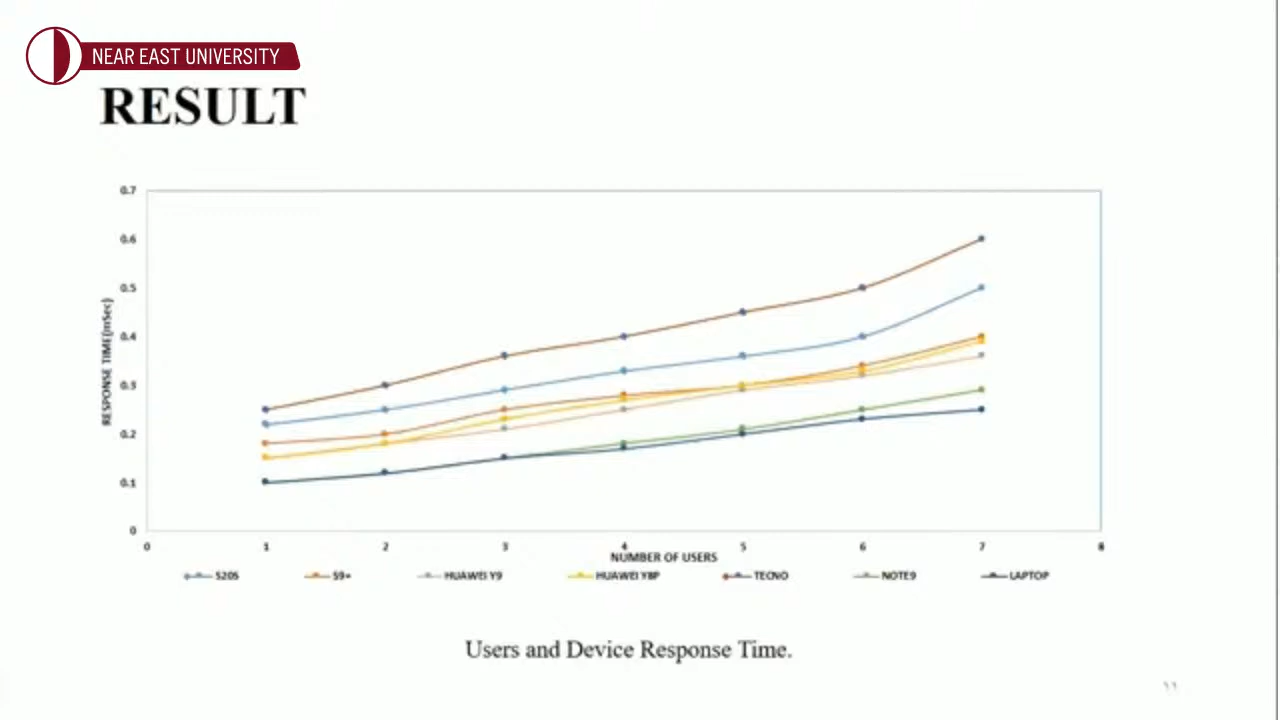 NEAR EAST UNIVERSITY
RESULT
0.7
0.6
0.5
0.4
0.3
0.2
0.1
0
RESPONSE TIME(mSec)
0 1 2 3 4 5 6 7 8
NUMBER OF USERS
S20S S9+ HUAWEI Y9 HUAWEI Y8P TECNO NOTE9 LAPTOP
Users and Device Response Time.